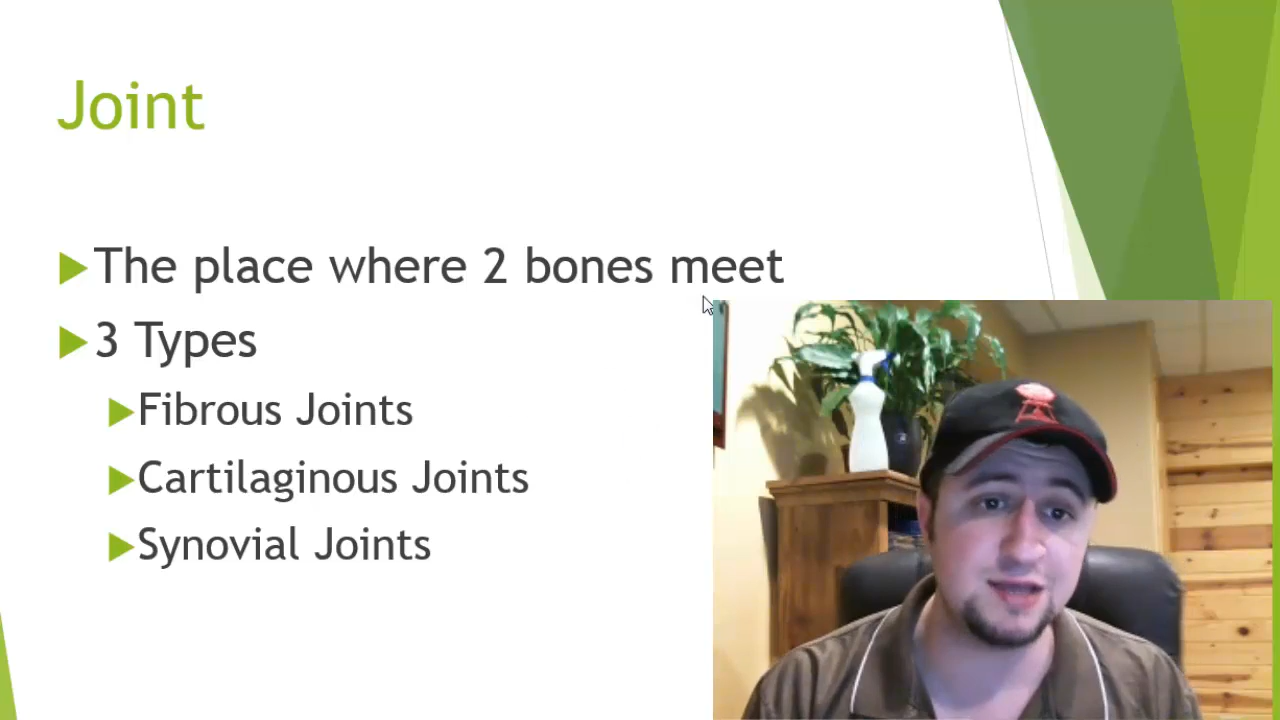 Joint
The place where 2 bones meet
3 Types
Fibrous Joints
Cartilaginous Joints
Synovial Joints